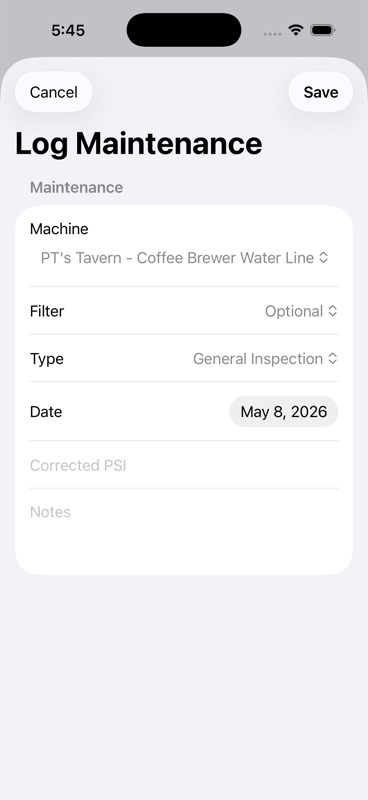 5:45
Cancel
Save
Log Maintenance
Maintenance
Machine
PT's Tavern - Coffee Brewer Water Line
Filter
Optional
Type
General Inspection
Date
May 8, 2026
Corrected PSI
Notes